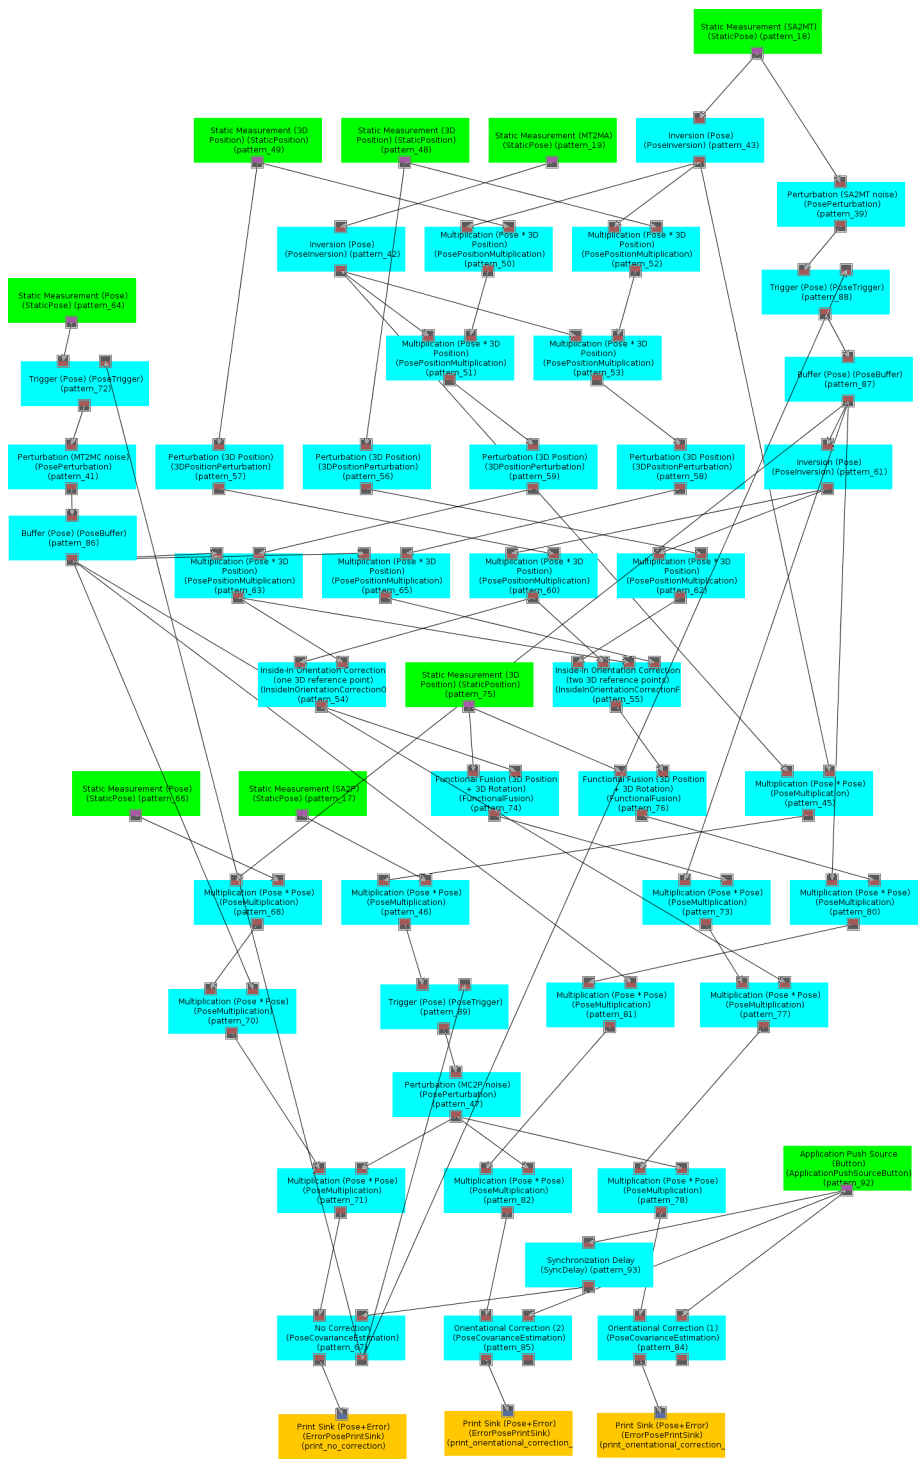 Static Measurement (SA2MT)
(StaticPose) (pattern_18)
Static Measurement (3D
Position) (StaticPosition)
(pattern_49)
Static Measurement (3D
Position) (StaticPosition)
(pattern_48)
Static Measurement (MT2MA)
(StaticPose) (pattern_19)
Inversion (Pose)
(PoseInversion) (pattern_43)
Perturbation (SA2MT noise)
(PosePerturbation)
(pattern_39)
Inversion (Pose)
(PoseInversion) (pattern_42)
Multiplication (Pose * 3D
Position)
(PosePositionMultiplication)
(pattern_50)
Multiplication (Pose * 3D
Position)
(PosePositionMultiplication)
(pattern_52)
Trigger (Pose) (PoseTrigger)
(pattern_88)
Static Measurement (Pose)
(StaticPose) (pattern_64)
Multiplication (Pose * 3D
Position)
(PosePositionMultiplication)
(pattern_51)
Multiplication (Pose * 3D
Position)
(PosePositionMultiplication)
(pattern_53)
Buffer (Pose) (PoseBuffer)
(pattern_87)
Trigger (Pose) (PoseTrigger)
(pattern_72)
Perturbation (MT2MC noise)
(PosePerturbation)
(pattern_41)
Perturbation (3D Position)
(3DPositionPerturbation)
(pattern_57)
Perturbation (3D Position)
(3DPositionPerturbation)
(pattern_56)
Perturbation (3D Position)
(3DPositionPerturbation)
(pattern_59)
Perturbation (3D Position)
(3DPositionPerturbation)
(pattern_58)
Inversion (Pose)
(PoseInversion) (pattern_61)
Buffer (Pose) (PoseBuffer)
(pattern_86)
Multiplication (Pose * 3D
Position)
(PosePositionMultiplication)
(pattern_63)
Multiplication (Pose * 3D
Position)
(PosePositionMultiplication)
(pattern_65)
Multiplication (Pose * 3D
Position)
(PosePositionMultiplication)
(pattern_60)
Multiplication (Pose * 3D
Position)
(PosePositionMultiplication)
(pattern_62)
Inside-In Orientation Correction
(one 3D reference point)
(InsideInOrientationCorrectionO
(pattern_54)
Static Measurement (3D
Position) (StaticPosition)
(pattern_75)
Inside-In Orientation Correction
(two 3D reference points)
(InsideInOrientationCorrectionF
(pattern_55)
Static Measurement (Pose)
(StaticPose) (pattern_66)
Static Measurement (SA2P)
(StaticPose) (pattern_17)
Functional Fusion (3D Position
+ 3D Rotation)
(FunctionalFusion)
(pattern_74)
Functional Fusion (3D Position
+ 3D Rotation)
(FunctionalFusion)
(pattern_76)
Multiplication (Pose * Pose)
(PoseMultiplication)
(pattern_45)
Multiplication (Pose * Pose)
(PoseMultiplication)
(pattern_68)
Multiplication (Pose * Pose)
(PoseMultiplication)
(pattern_46)
Multiplication (Pose * Pose)
(PoseMultiplication)
(pattern_73)
Multiplication (Pose * Pose)
(PoseMultiplication)
(pattern_80)
Multiplication (Pose * Pose)
(PoseMultiplication)
(pattern_70)
Trigger (Pose) (PoseTrigger)
(pattern_89)
Multiplication (Pose * Pose)
(PoseMultiplication)
(pattern_81)
Multiplication (Pose * Pose)
(PoseMultiplication)
(pattern_77)
Perturbation (MC2P noise)
(PosePerturbation)
(pattern_47)
Multiplication (Pose * Pose)
(PoseMultiplication)
(pattern_71)
Multiplication (Pose * Pose)
(PoseMultiplication)
(pattern_82)
Multiplication (Pose * Pose)
(PoseMultiplication)
(pattern_78)
Application Push Source
(Button)
(ApplicationPushSourceButton)
(pattern_92)
Synchronization Delay
(SyncDelay) (pattern_93)
No Correction
(PoseCovarianceEstimation)
(pattern_67)
Orientational Correction (2)
(PoseCovarianceEstimation)
(pattern_85)
Orientational Correction (1)
(PoseCovarianceEstimation)
(pattern_84)
Print Sink (Pose+Error)
(ErrorPosePrintSink)
(print_no_correction)
Print Sink (Pose+Error)
(ErrorPosePrintSink)
(print_orientational_correction_
Print Sink (Pose+Error)
(ErrorPosePrintSink)
(print_orientational_correction_